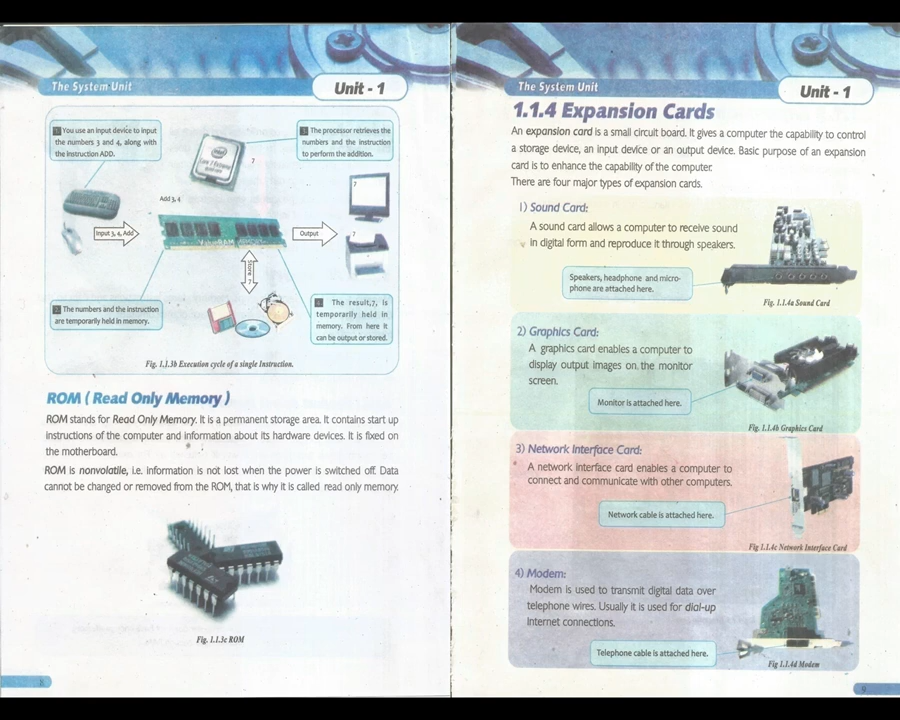 The System Unit
Unit - 1
1 You use an input device to input
the numbers 3 and 4, along with
the instruction ADD.
3 The processor retrieves the
numbers and the instruction
to perform the addition.
7
7
Add 3, 4
Input 3, 4, Add
Output
7
Store 7
2 The numbers and the instruction
are temporarily held in memory.
4 The result,7, is
temporarily held in
memory. From here it
can be output or stored.
Fig. 1.1.3b Execution cycle of a single Instruction.
ROM ( Read Only Memory )
ROM stands for Read Only Memory. It is a permanent storage area. It contains start up
instructions of the computer and information about its hardware devices. It is fixed on
the motherboard.
ROM is nonvolatile, i.e. information is not lost when the power is switched off. Data
cannot be changed or removed from the ROM, that is why it is called read only memory.
Fig. 1.1.3c ROM
8
The System Unit
Unit - 1
1.1.4 Expansion Cards
An expansion card is a small circuit board. It gives a computer the capability to control
a storage device, an input device or an output device. Basic purpose of an expansion
card is to enhance the capability of the computer.
There are four major types of expansion cards.
1) Sound Card:
A sound card allows a computer to receive sound
in digital form and reproduce it through speakers.
Speakers, headphone and micro-
phone are attached here.
Fig. 1.1.4a Sound Card
2) Graphics Card:
A graphics card enables a computer to
display output images on the monitor
screen.
Monitor is attached here.
Fig. 1.1.4b Graphics Card
3) Network Interface Card:
A network interface card enables a computer to
connect and communicate with other computers.
Network cable is attached here.
Fig 1.1.4c Network Interface Card
4) Modem:
Modem is used to transmit digital data over
telephone wires. Usually it is used for dial-up
Internet connections.
Telephone cable is attached here.
Fig 1.1.4d Modem
9